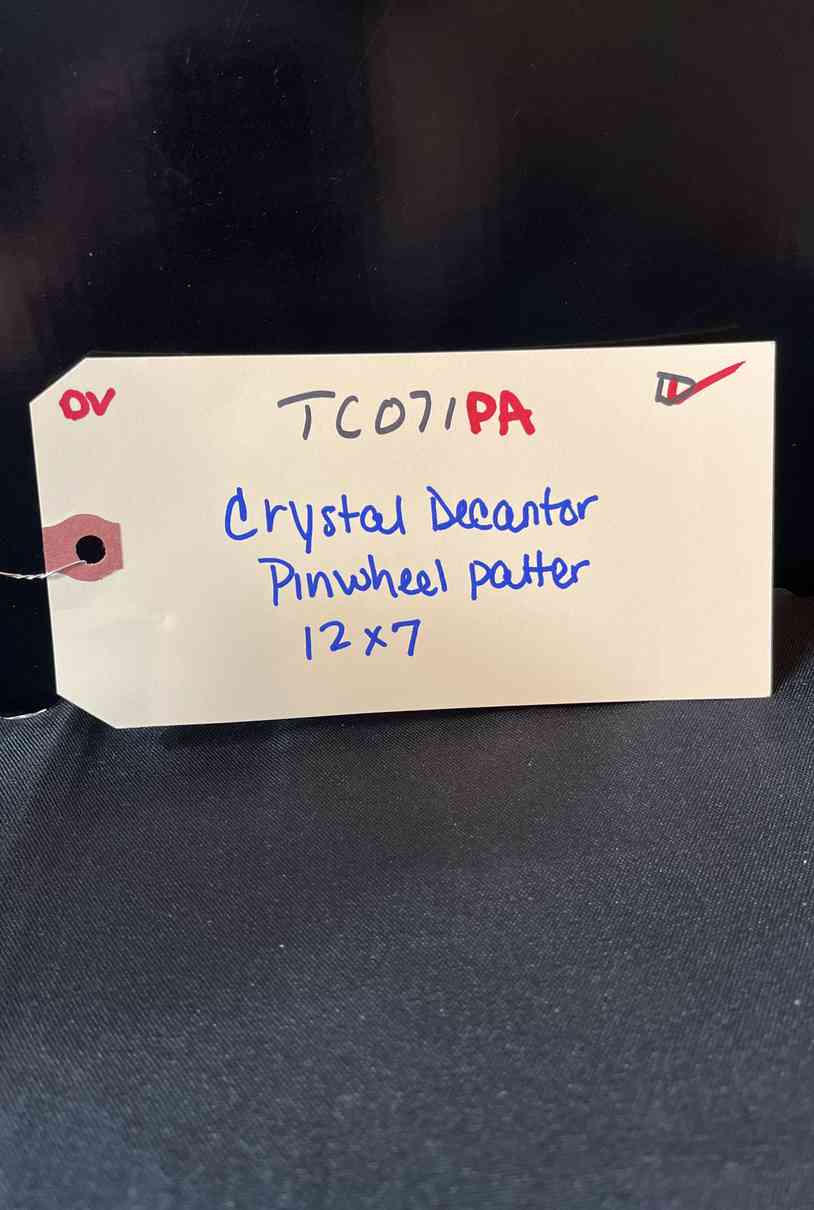 OV
TC071PA
Crystal Decantor
Pinwheel patter
12x7